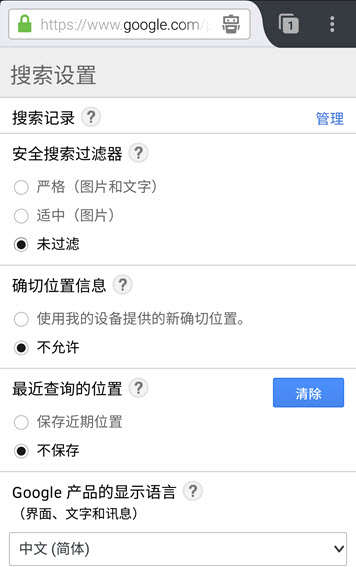 https://www.google.com/
1
搜索设置
搜索记录 ?
管理
安全搜索过滤器 ?
严格（图片和文字）
适中（图片）
未过滤
确切位置信息 ?
使用我的设备提供的新确切位置。
不允许
最近查询的位置 ?
清除
保存近期位置
不保存
Google 产品的显示语言 ?
（界面、文字和讯息）
中文 (简体)